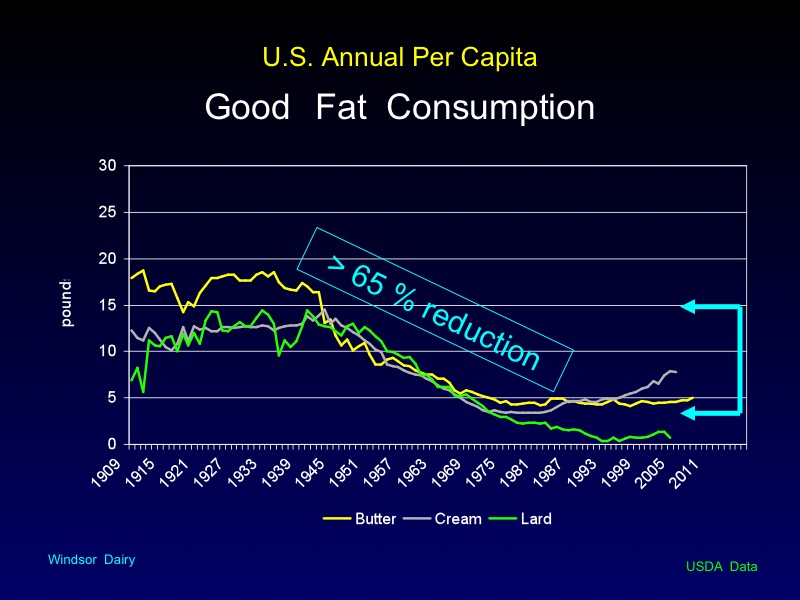 U.S. Annual Per Capita
Good Fat Consumption
30
25
20
15
10
5
0
pounds
> 65 % reduction
1909 1915 1921 1927 1933 1939 1945 1951 1957 1963 1969 1975 1981 1987 1993 1999 2005 2011
Butter Cream Lard
Windsor Dairy
USDA Data